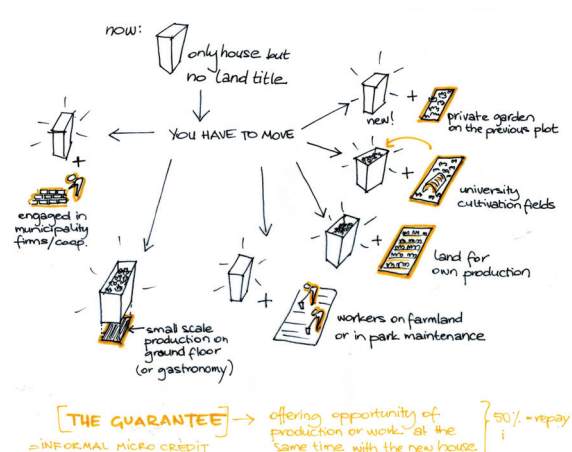 now:
only house but
no land title
YOU HAVE TO MOVE
new!
private garden
on the previous plot
university
cultivation fields
land for
own production
workers on farmland
or in park maintenance
small scale
production on
ground floor
(or gastronomy)
engaged in
municipality
firms/coop.
[THE GUARANTEE] → offering opportunity of
production or work at the
same time with the new house
= INFORMAL MICRO CREDIT
50% = repay
i